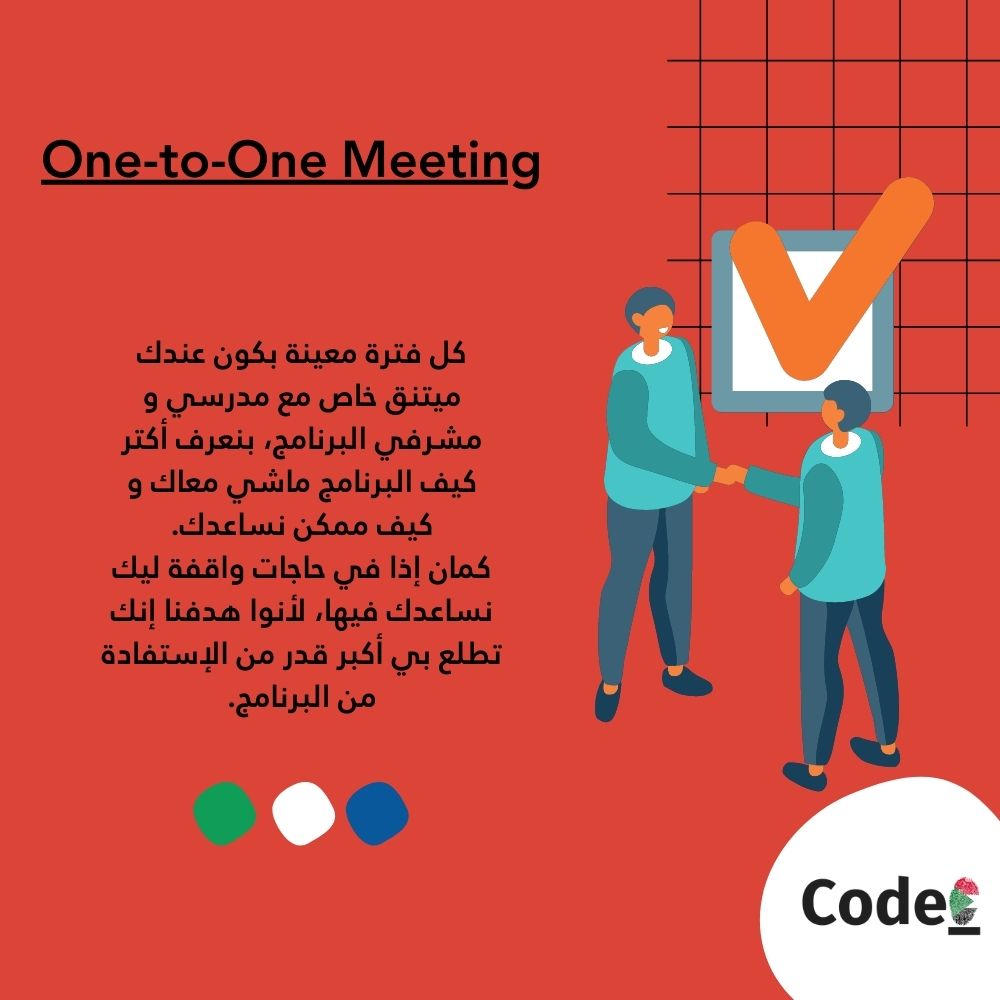 One-to-One Meeting
كل فترة معينة بكون عندك
ميتنق خاص مع مدرسي و
مشرفي البرنامج، بنعرف أكتر
كيف البرنامج ماشي معاك و
كيف ممكن نساعدك.
كمان إذا في حاجات واقفة ليك
نساعدك فيها، لأنوا هدفنا إنك
تطلع بي أكبر قدر من الإستفادة
من البرنامج.
Code